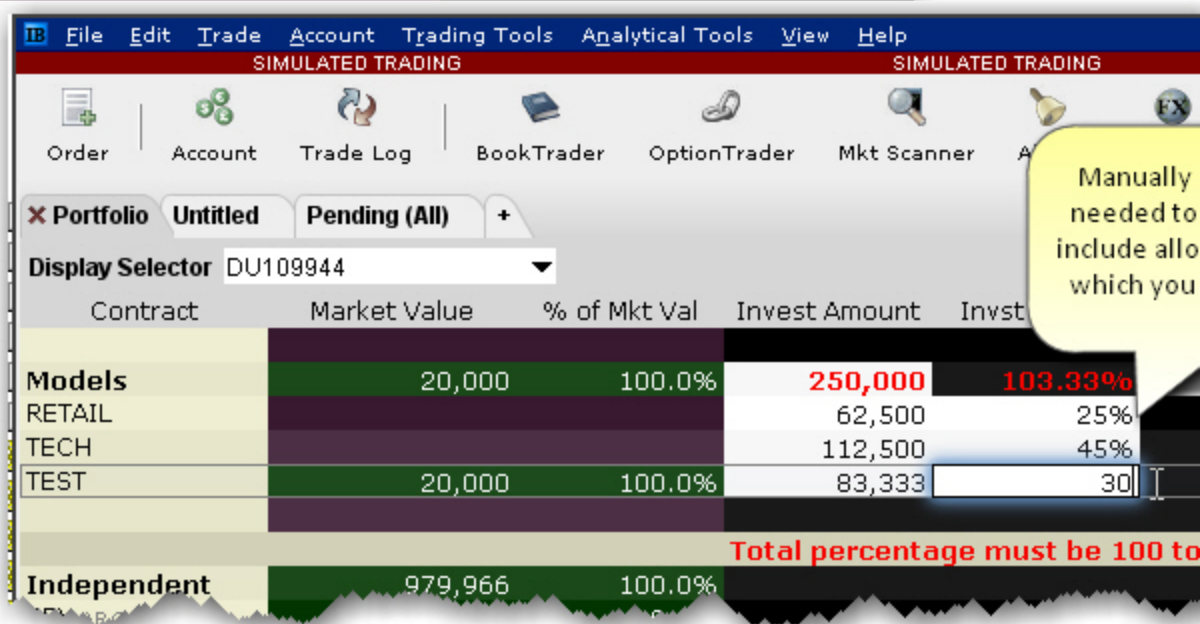 IB File Edit Trade Account Trading Tools Analytical Tools View Help
SIMULATED TRADING SIMULATED TRADING
FX
Order Account Trade Log BookTrader OptionTrader Mkt Scanner
Manually
needed to
include allo
which you
Portfolio Untitled Pending (All) +
Display Selector DU109944
Contract Market Value % of Mkt Val Invest Amount Invst
Models 20,000 100.0% 250,000 103.33%
RETAIL 62,500 25%
TECH 112,500 45%
TEST 20,000 100.0% 83,333 30
Total percentage must be 100 to
Independent 979,966 100.0%